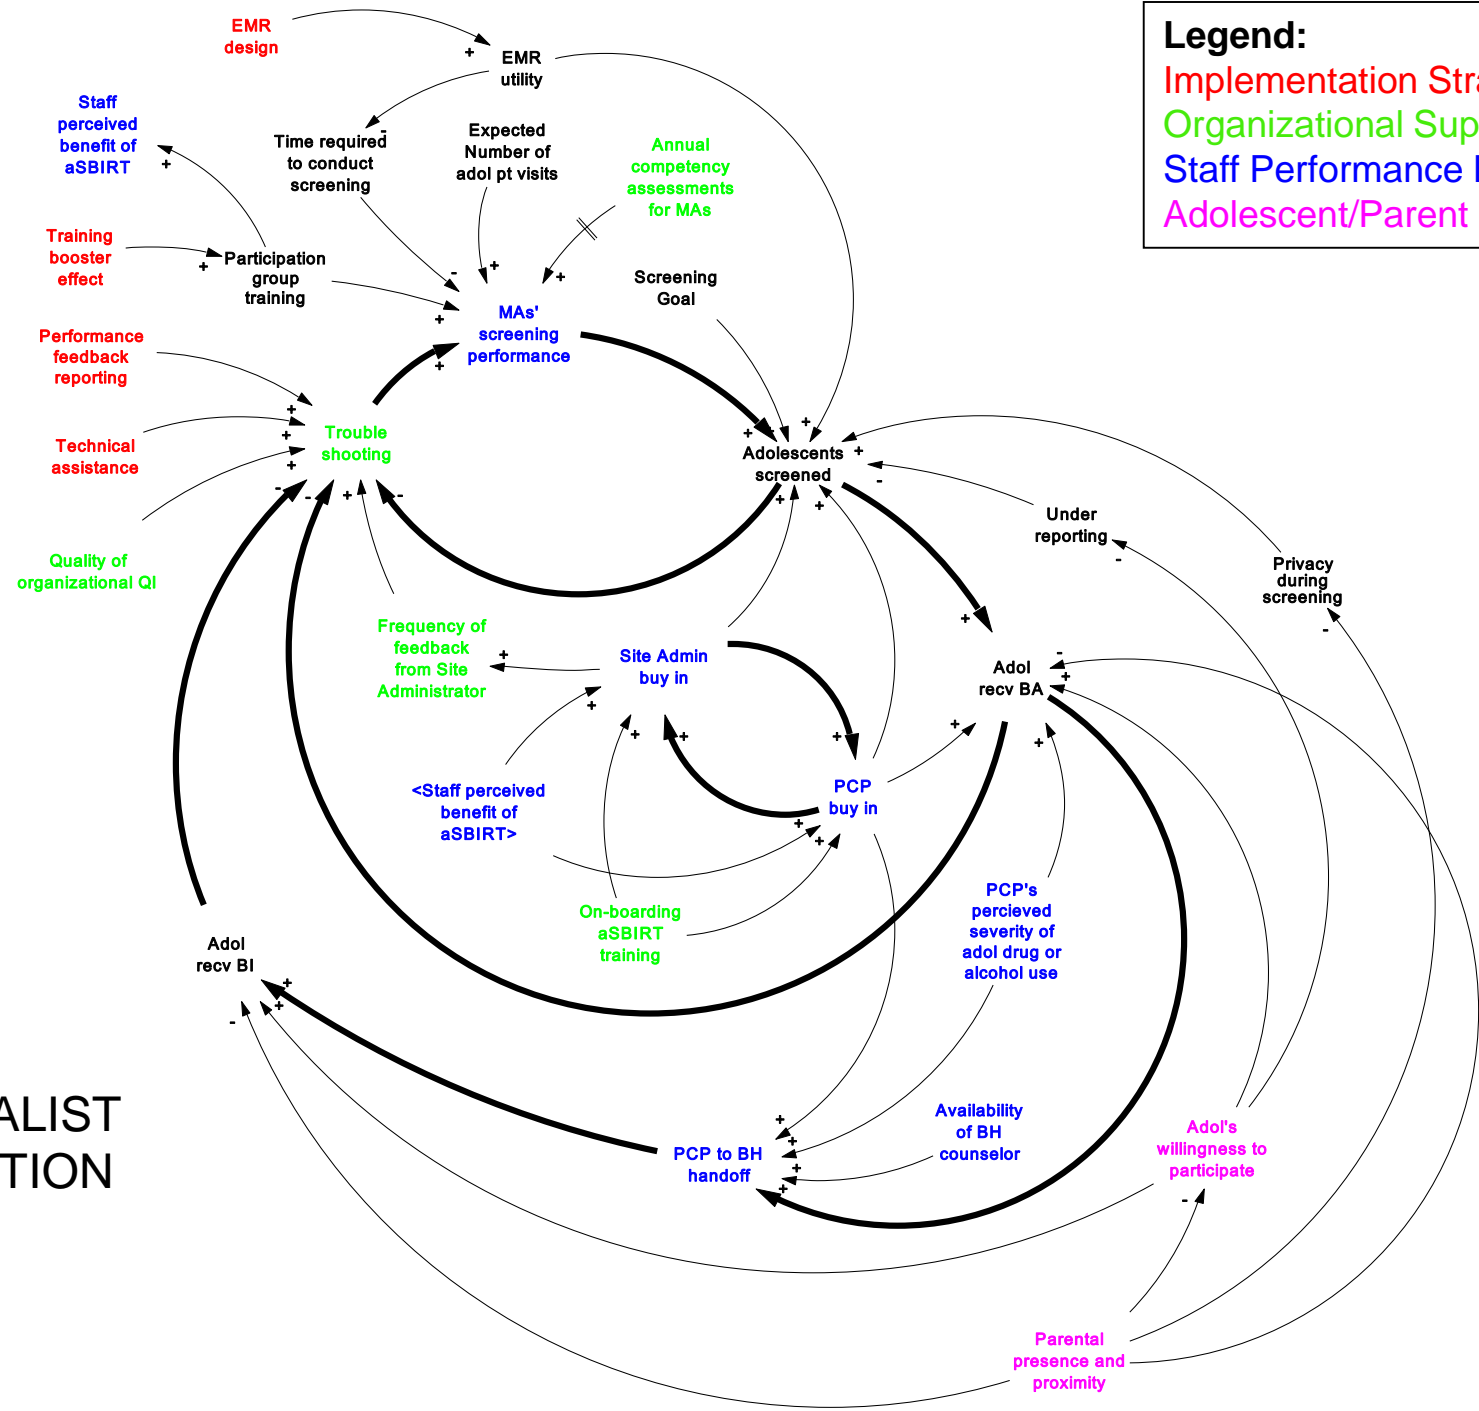 EMR
design
EMR
utility
Legend:
Implementation Stra
Organizational Sup
Staff Performance
Adolescent/Parent
Staff
perceived
benefit of
aSBIRT
Time required
to conduct
screening
Expected
Number of
adol pt visits
Annual
competency
assessments
for MAs
Training
booster
effect
Participation
group
training
Screening
Goal
MAs'
screening
performance
Performance
feedback
reporting
Technical
assistance
Trouble
shooting
Adolescents
screened
Quality of
organizational QI
Under
reporting
Privacy
during
screening
Frequency of
feedback
from Site
Administrator
Site Admin
buy in
Adol
recv BA
<Staff perceived
benefit of
aSBIRT>
PCP
buy in
On-boarding
aSBIRT
training
PCP's
percieved
severity of
adol drug or
alcohol use
Adol
recv BI
ALIST
TION
PCP to BH
handoff
Availability
of BH
counselor
Adol's
willingness to
participate
Parental
presence and
proximity